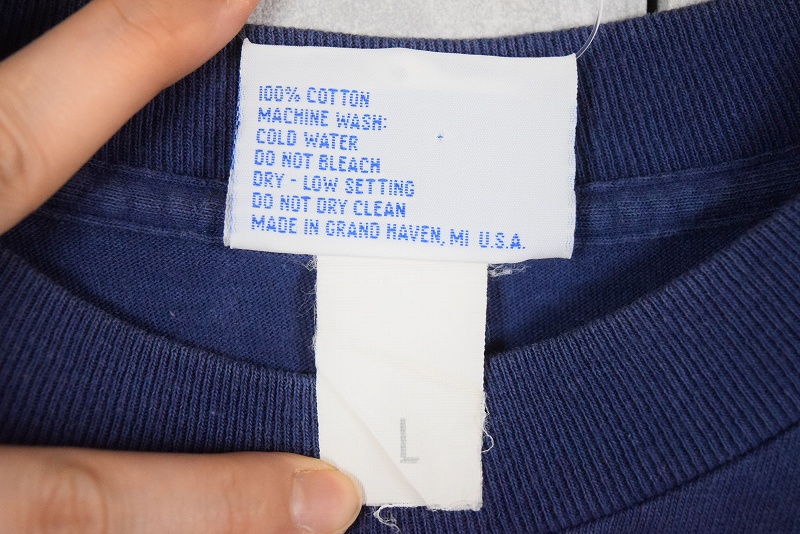 100% COTTON
MACHINE WASH:
COLD WATER
DO NOT BLEACH
DRY - LOW SETTING
DO NOT DRY CLEAN
MADE IN GRAND HAVEN, MI U.S.A.
L